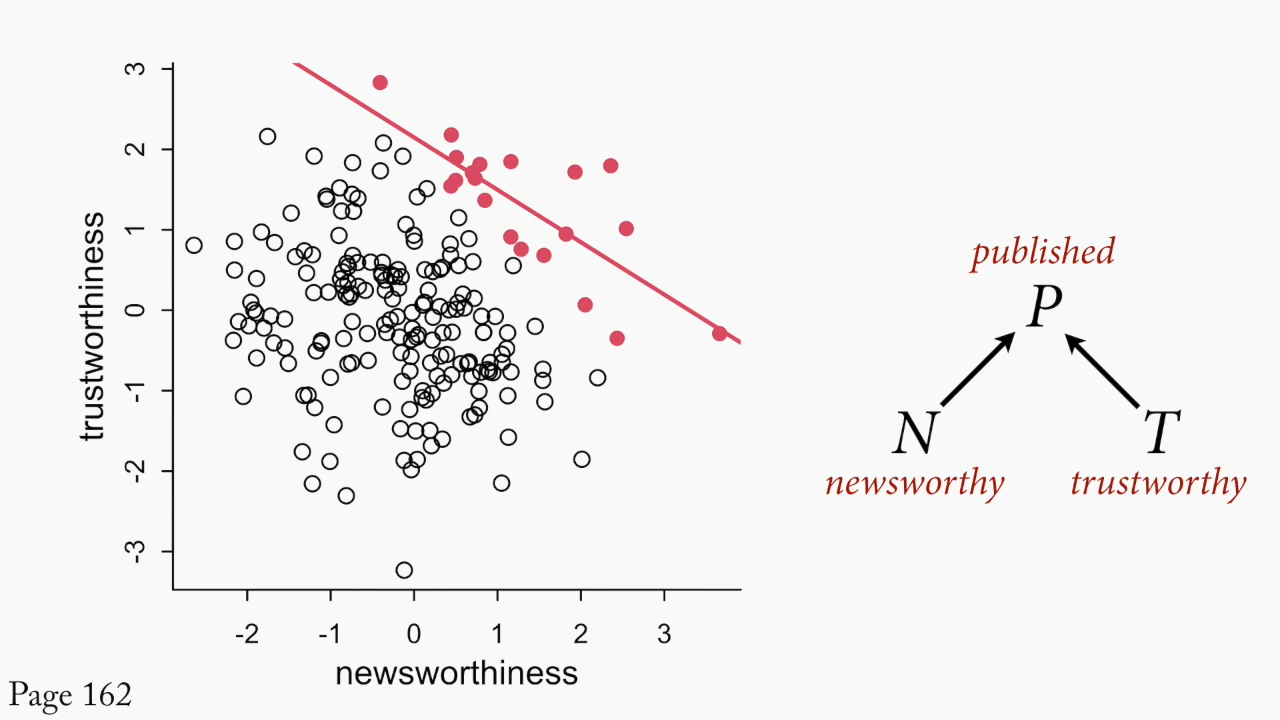 3
2
1
0
-1
-2
-3
trustworthiness
-2 -1 0 1 2 3
newsworthiness
published
P
N T
newsworthy trustworthy
Page 162